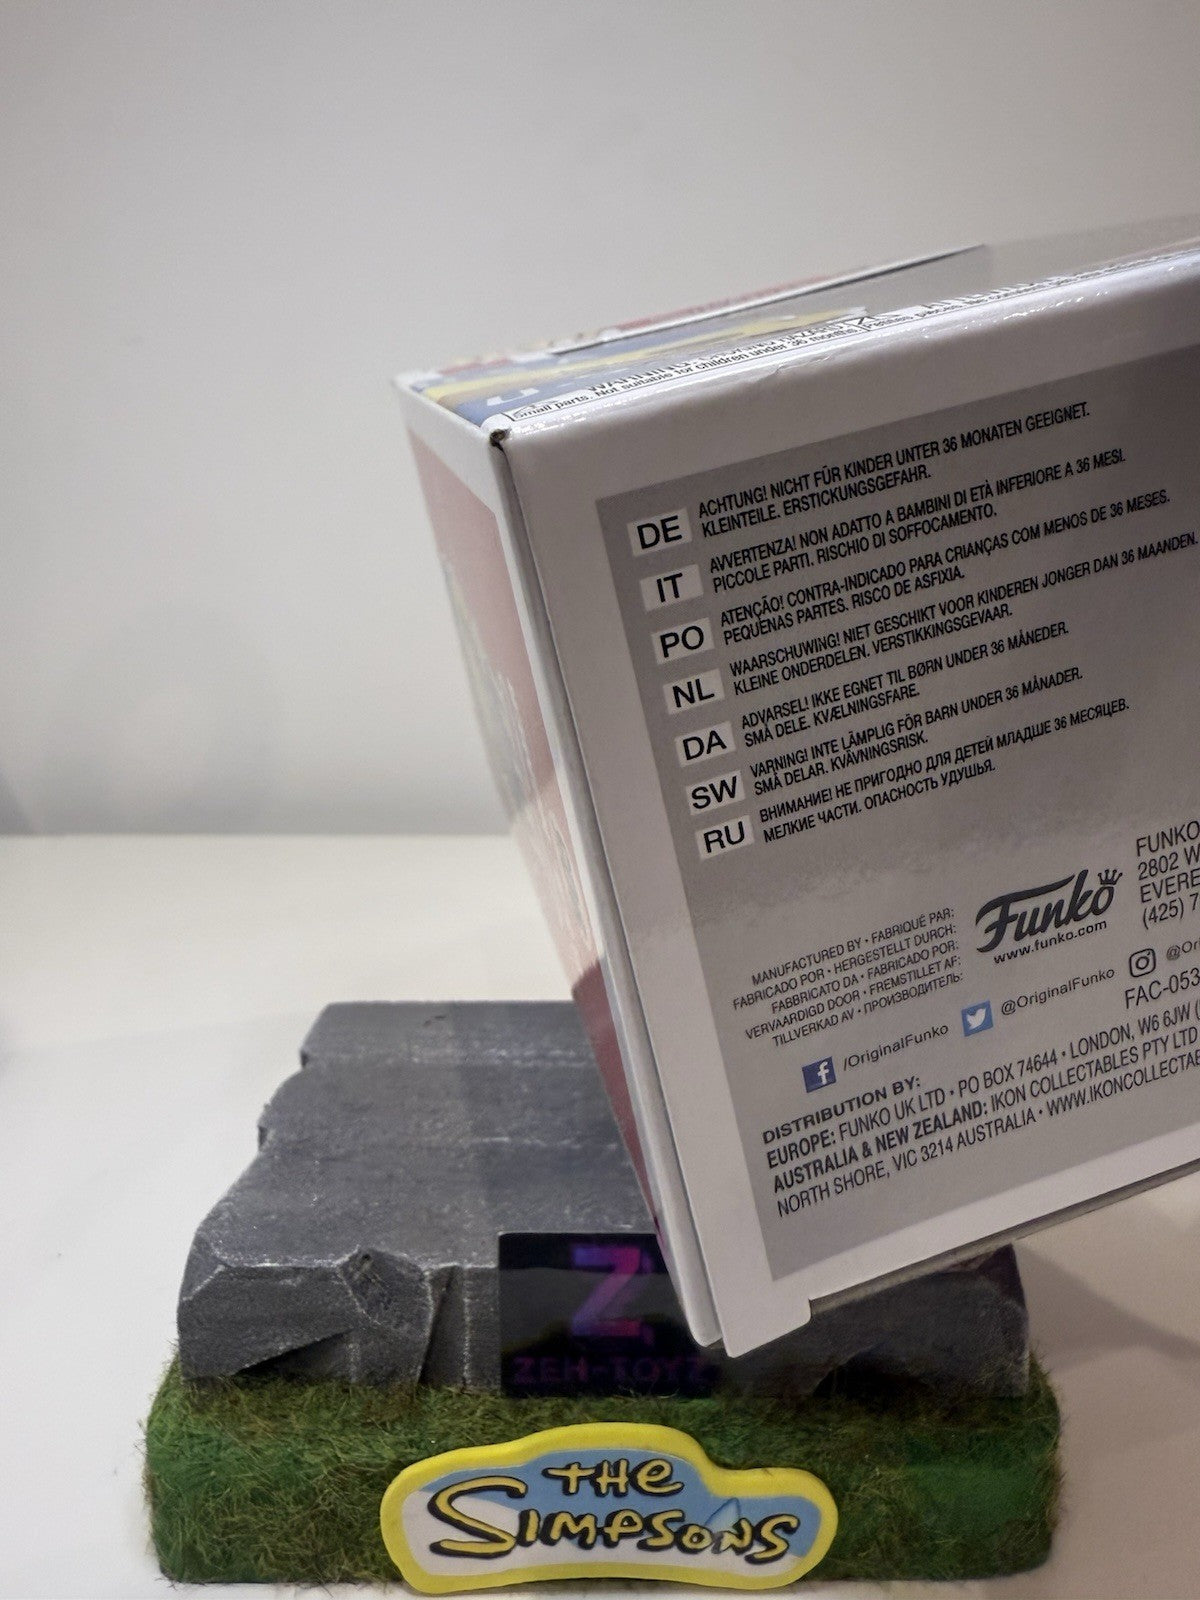 Small parts. Not suitable for children under 36 months
DE
ACHTUNG! NICHT FÜR KINDER UNTER 36 MONATEN GEEIGNET.
KLEINTEILE. ERSTICKUNGSGEFAHR.
IT
AVVERTENZA! NON ADATTO A BAMBINI DI ETÀ INFERIORE A 36 MESI.
PICCOLE PARTI. RISCHIO DI SOFFOCAMENTO.
PO
ATENÇÃO! CONTRA-INDICADO PARA CRIANÇAS COM MENOS DE 36 MESES.
PEQUENAS PARTES. RISCO DE ASFIXIA.
NL
WAARSCHUWING! NIET GESCHIKT VOOR KINDEREN JONGER DAN 36 MAANDEN.
KLEINE ONDERDELEN. VERSTIKKINGSGEVAAR.
DA
ADVARSEL! IKKE EGNET TIL BØRN UNDER 36 MÅNEDER.
SMÅ DELE. KVÆLNINGSFARE.
SW
VARNING! INTE LÄMPLIG FÖR BARN UNDER 36 MÅNADER.
SMÅ DELAR. KVÄVNINGSRISK.
RU
ВНИМАНИЕ! НЕ ПРИГОДНО ДЛЯ ДЕТЕЙ МЛАДШЕ 36 МЕСЯЦЕВ.
МЕЛКИЕ ЧАСТИ. ОПАСНОСТЬ УДУШЬЯ.
MANUFACTURED BY • FABRIQUÉ PAR:
FABRICADO POR • HERGESTELLT DURCH:
FABBRICATO DA • FABRICADO POR:
VERVAARDIGD DOOR • FREMSTILLET AF:
TILLVERKAD AV • ПРОИЗВОДИТЕЛЬ:
Funko
www.funko.com
FUNKO
2802 W
EVERE
(425) 7
/OriginalFunko
@OriginalFunko
@Ori
FAC-053
DISTRIBUTION BY:
EUROPE: FUNKO UK LTD • PO BOX 74644 • LONDON, W6 6JW (
AUSTRALIA & NEW ZEALAND: IKON COLLECTABLES PTY LTD
NORTH SHORE, VIC 3214 AUSTRALIA • WWW.IKONCOLLECTAB
Z
ZEH-TOYZ
THE
SIMPSONS